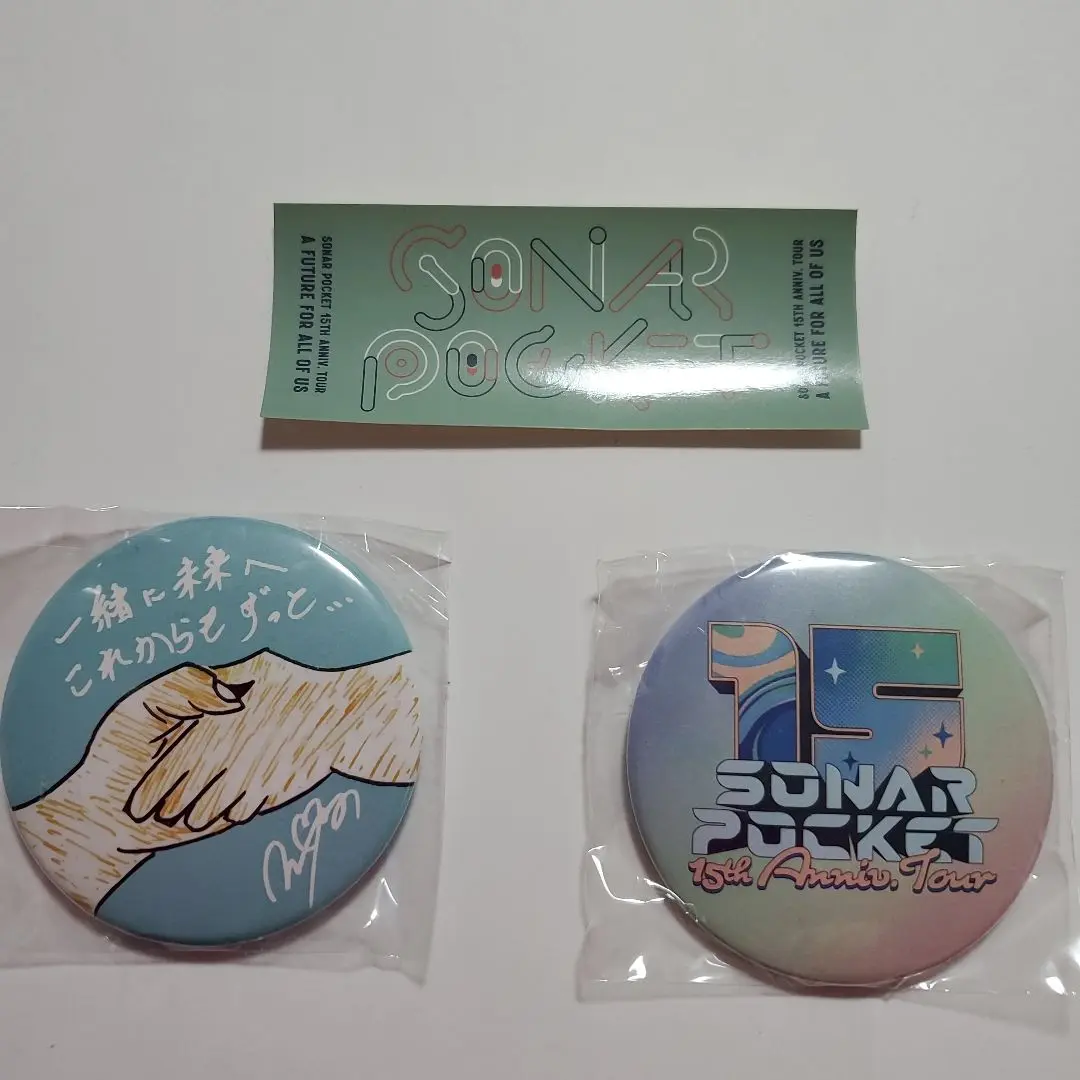 SONAR POCKET 15TH ANNIV. TOUR
A FUTURE FOR ALL OF US
SONAR
POCKET
SONAR POCKET 15TH ANNIV. TOUR
A FUTURE FOR ALL OF US
一緒に未来へ
これからもずっと…
15
SONAR
POCKET
15th Anniv. Tour